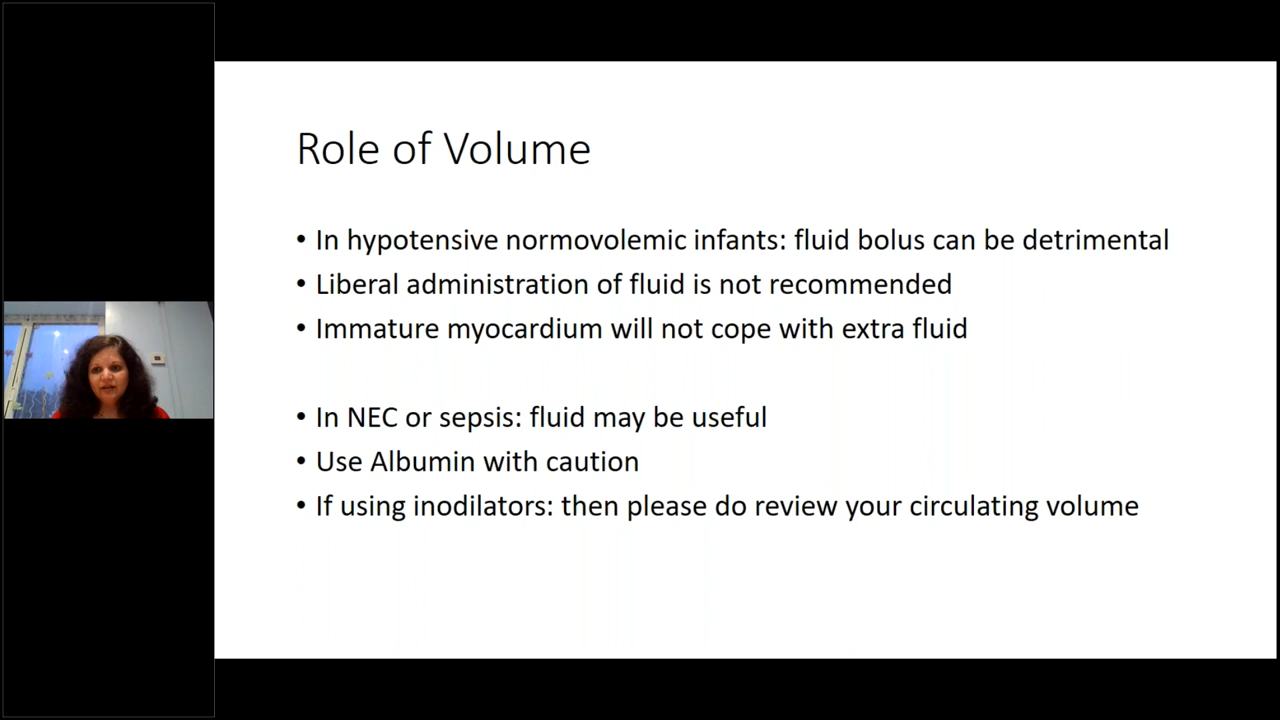 Role of Volume
• In hypotensive normovolemic infants: fluid bolus can be detrimental
• Liberal administration of fluid is not recommended
• Immature myocardium will not cope with extra fluid
• In NEC or sepsis: fluid may be useful
• Use Albumin with caution
• If using inodilators: then please do review your circulating volume